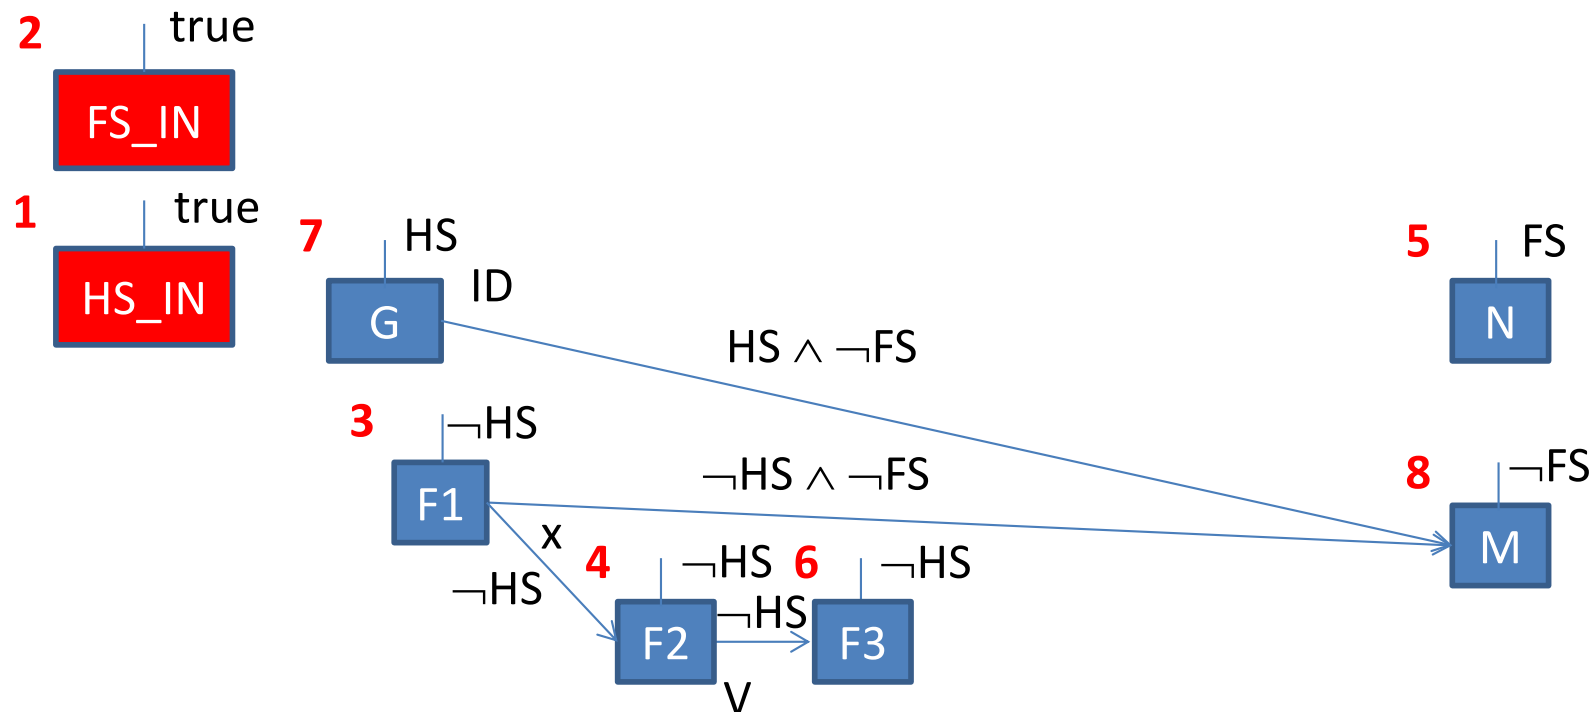 2 true
FS_IN
1 true
HS_IN
7 HS
ID
G
HS ∧ ¬FS
5 FS
N
3 ¬HS
F1
¬HS ∧ ¬FS
8 ¬FS
M
x
¬HS
4 ¬HS
F2
¬HS
V
6 ¬HS
F3